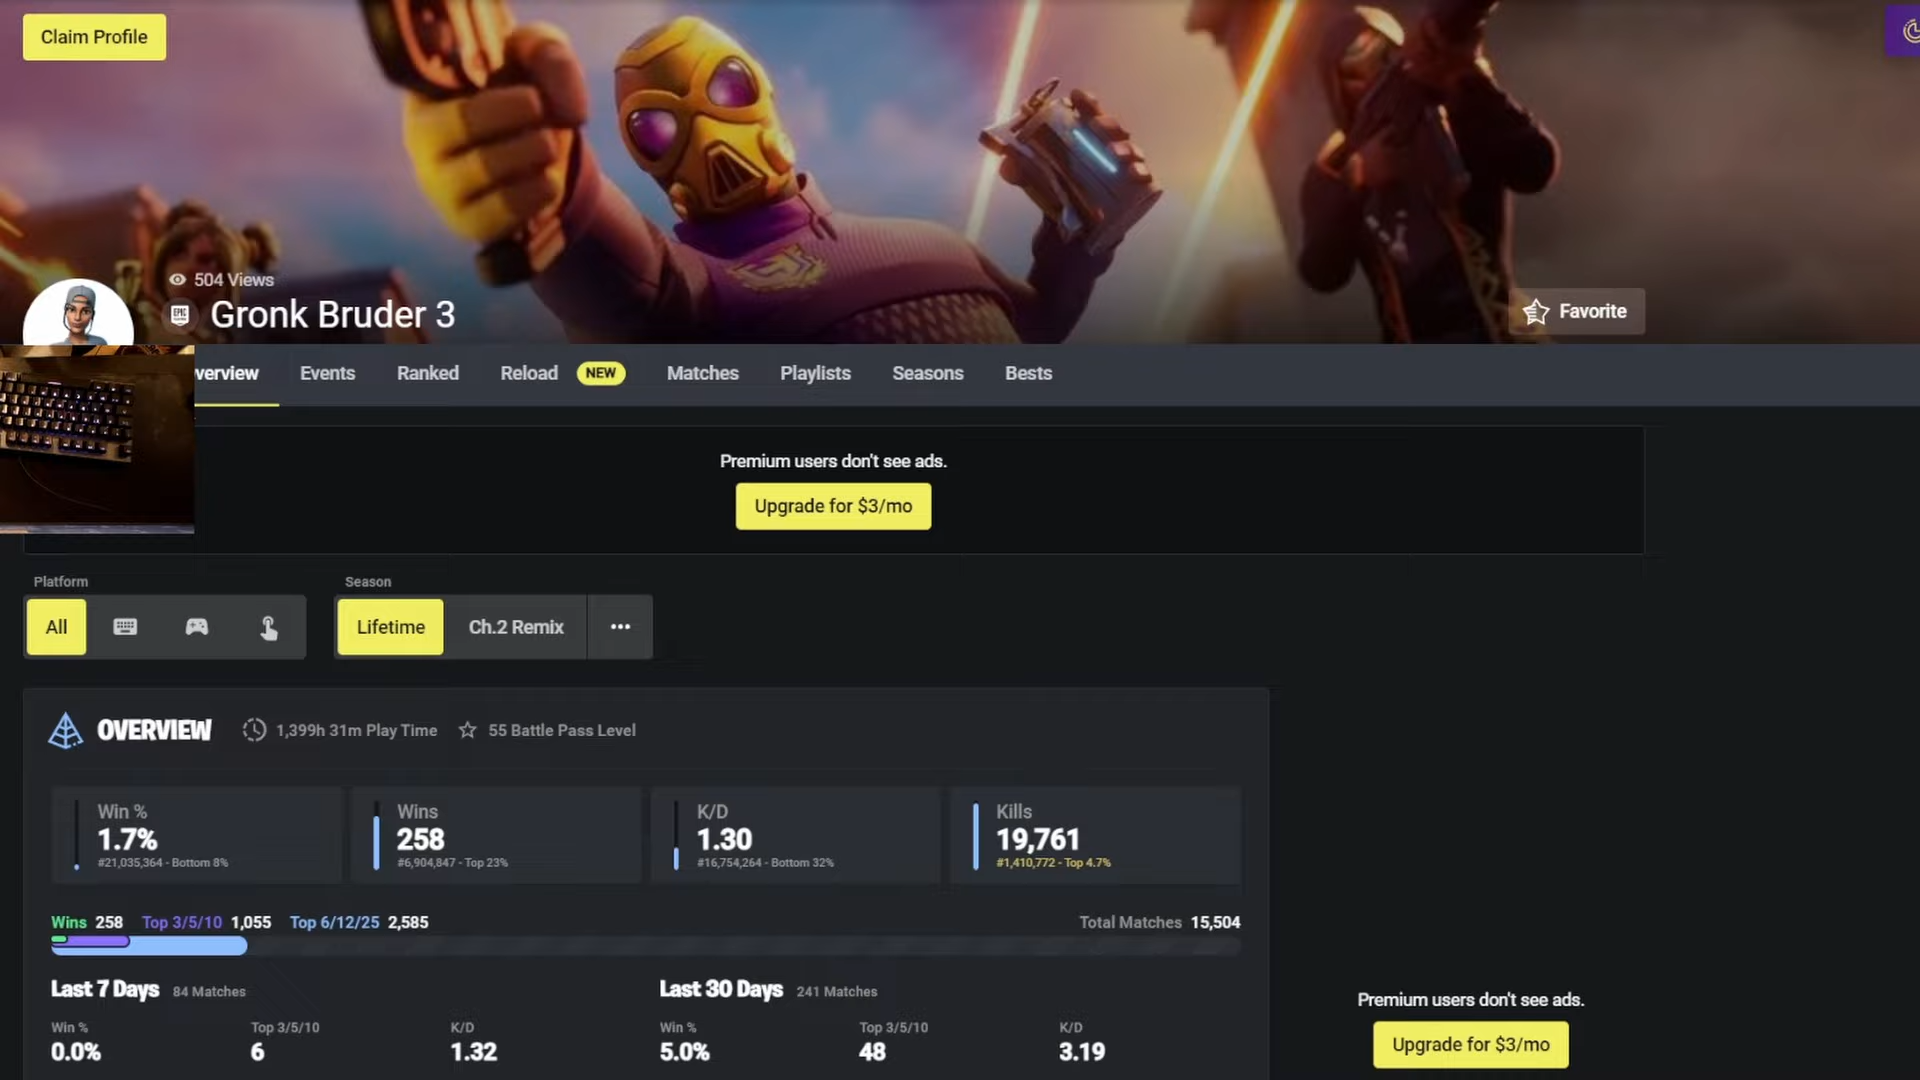 Claim Profile
504 Views
EPIC
Gronk Bruder 3
Favorite
verview Events Ranked Reload NEW Matches Playlists Seasons Bests
Premium users don't see ads.
Upgrade for $3/mo
Platform Season
All Lifetime Ch.2 Remix •••
OVERVIEW 1,399h 31m Play Time 55 Battle Pass Level
Win % Wins K/D Kills
1.7% 258 1.30 19,761
#21,035,364 - Bottom 8% #6,904,847 - Top 23% #16,754,264 - Bottom 32% #1,410,772 - Top 4.7%
Wins 258 Top 3/5/10 1,055 Top 6/12/25 2,585 Total Matches 15,504
Last 7 Days 84 Matches Last 30 Days 241 Matches
Win % Top 3/5/10 K/D Win % Top 3/5/10 K/D
0.0% 6 1.32 5.0% 48 3.19
Premium users don't see ads.
Upgrade for $3/mo